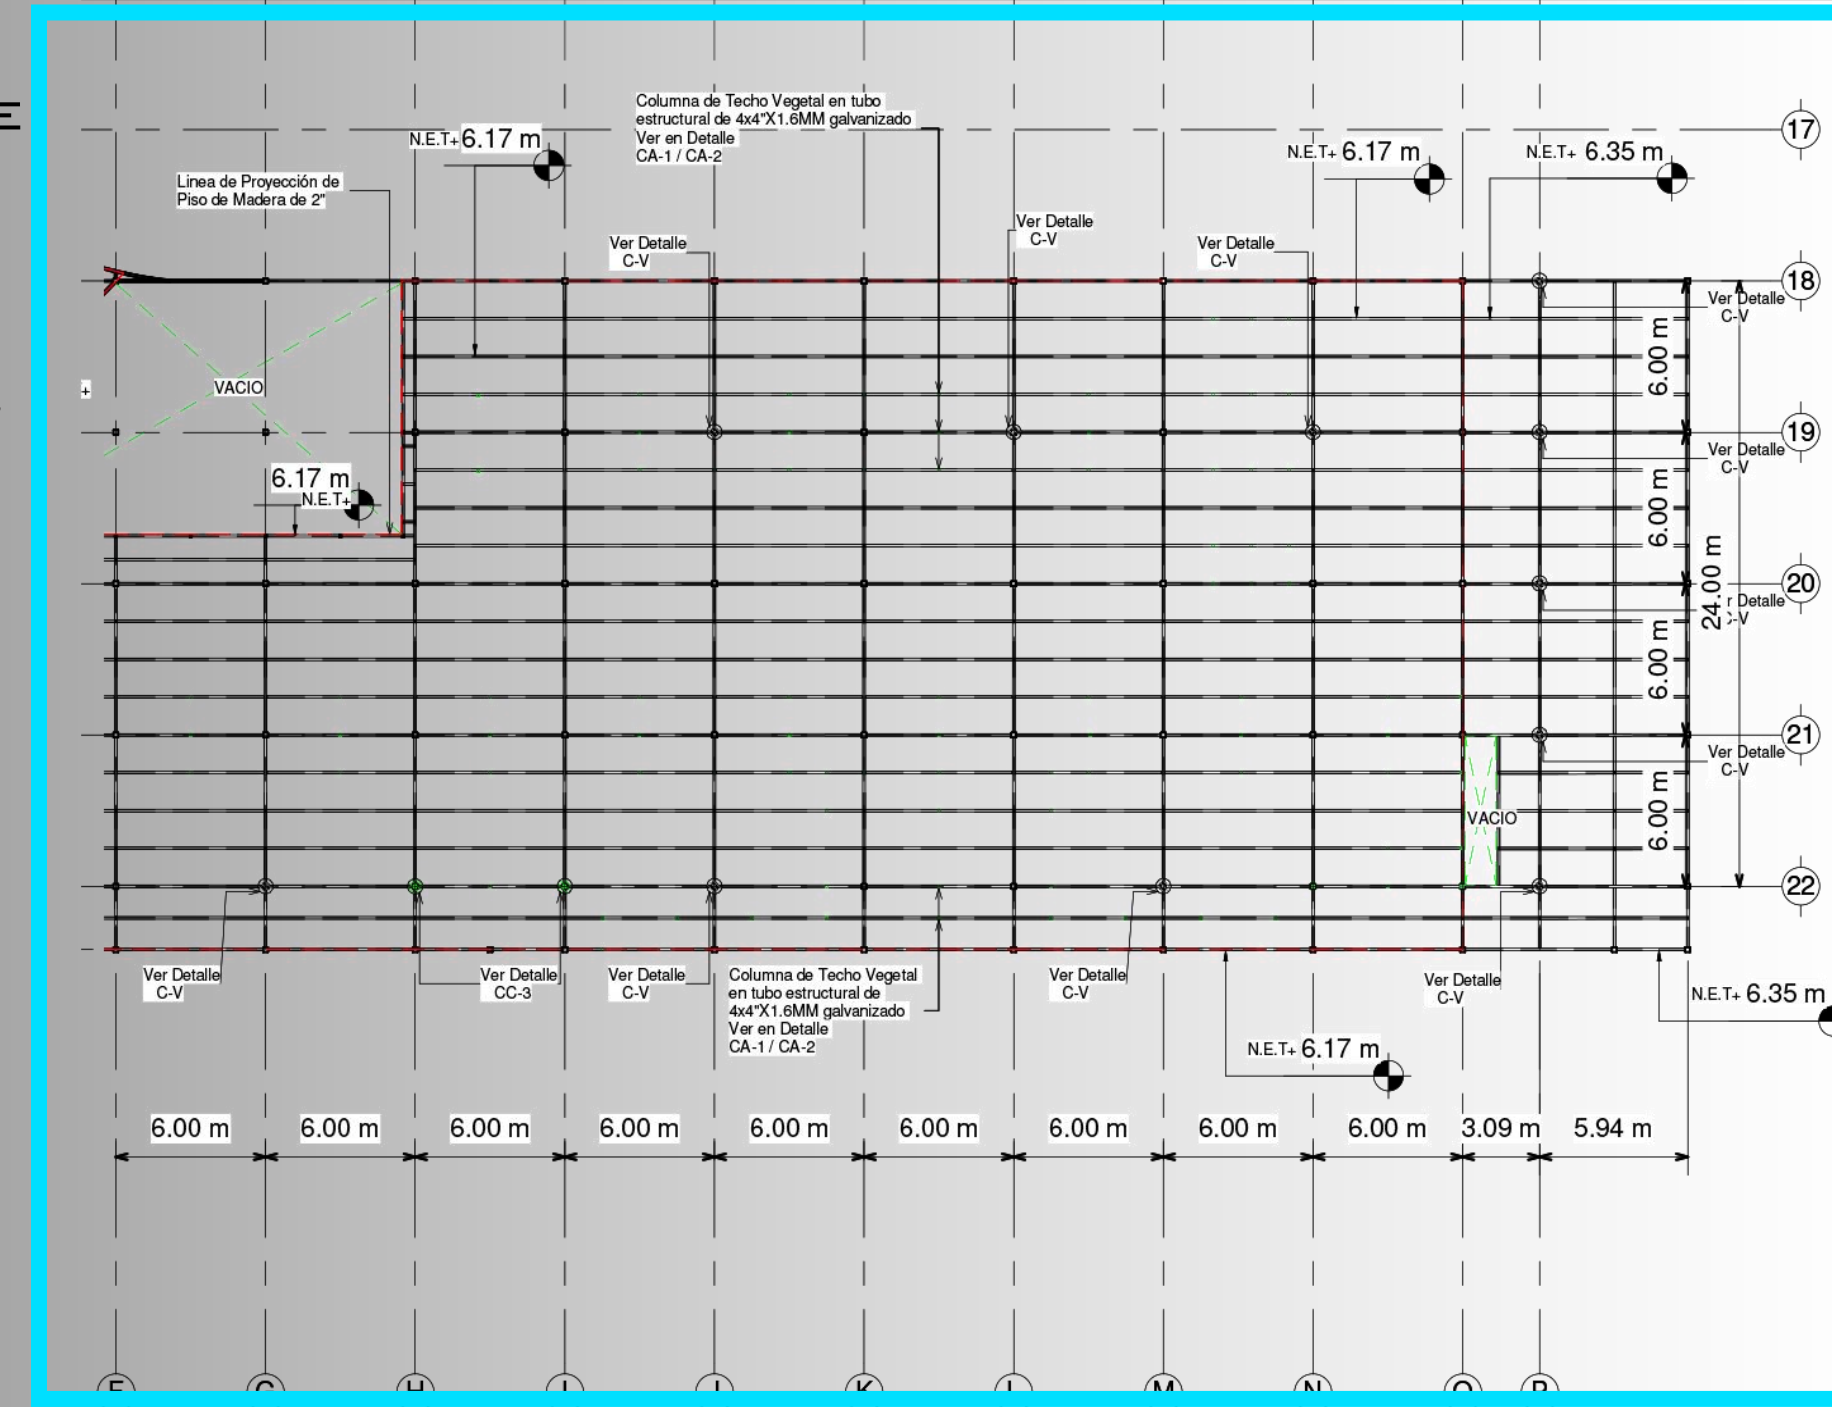 17
Columna de Techo Vegetal en tubo
estructural de 4x4"X1.6MM galvanizado
Ver en Detalle
CA-1 / CA-2
N.E.T+ 6.17 m
N.E.T+ 6.17 m
N.E.T+ 6.35 m
Linea de Proyección de
Piso de Madera de 2"
Ver Detalle
C-V
Ver Detalle
C-V
Ver Detalle
C-V
18
Ver Detalle
C-V
6.00 m
VACIO
+
19
Ver Detalle
C-V
6.17 m
N.E.T+
6.00 m
24.00 m
20
r Detalle
C-V
6.00 m
21
Ver Detalle
C-V
6.00 m
VACIO
22
Ver Detalle
C-V
Ver Detalle
CC-3
Ver Detalle
C-V
Columna de Techo Vegetal
en tubo estructural de
4x4"X1.6MM galvanizado
Ver en Detalle
CA-1 / CA-2
Ver Detalle
C-V
Ver Detalle
C-V
N.E.T+ 6.35 m
N.E.T+ 6.17 m
6.00 m 6.00 m 6.00 m 6.00 m 6.00 m 6.00 m 6.00 m 6.00 m 6.00 m 3.09 m 5.94 m
H K M N